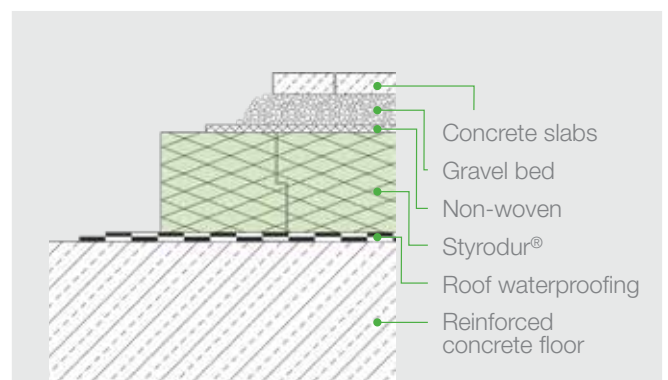 Concrete slabs
Gravel bed
Non-woven
Styrodur®
Roof waterproofing
Reinforced
concrete floor